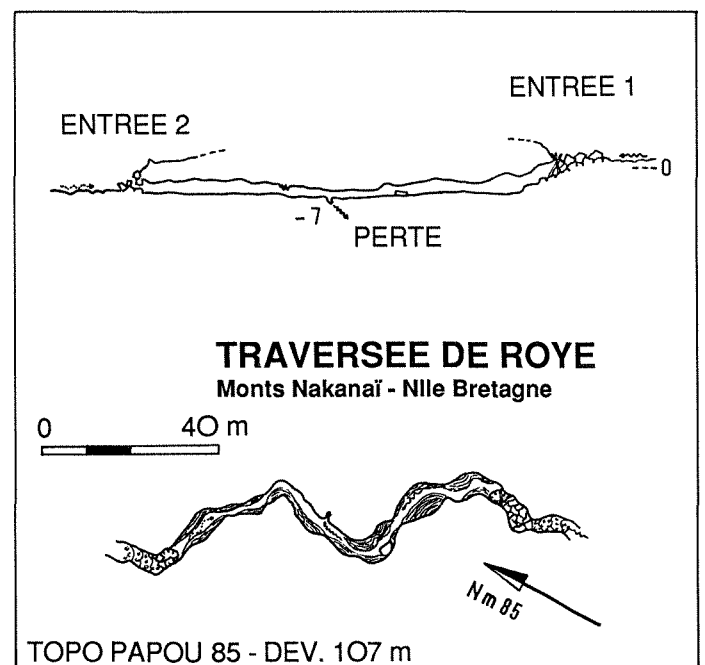 ENTREE 1
ENTREE 2
0
-7
PERTE
TRAVERSEE DE ROYE
Monts Nakanaï - Nlle Bretagne
0 40 m
Nm 85
TOPO PAPOU 85 - DEV. 107 m